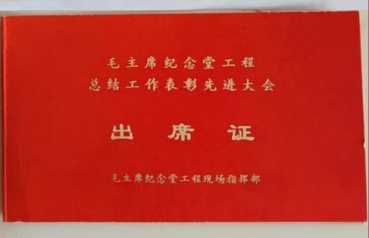 毛主席纪念堂工程
总结工作表彰先进大会
出席证
毛主席纪念堂工程现场指挥部